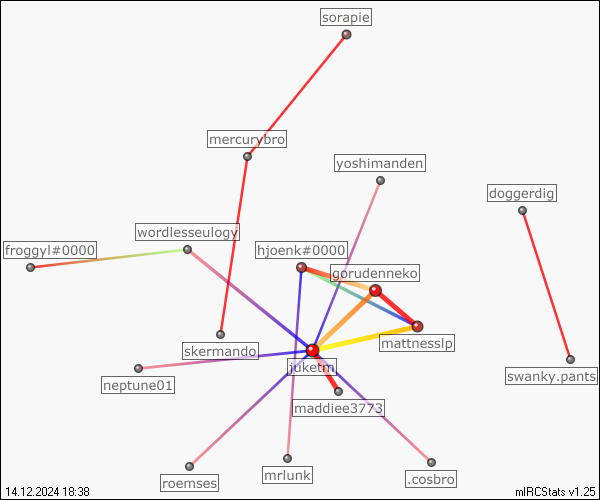 sorapie
mercurybro
yoshimanden
doggerdig
wordlesseulogy
froggyl#0000
hjoenk#0000
gorudenneko
mattnesslp
skermando
juketm
swanky.pants
neptune01
maddiee3773
mrlunk
roemses
.cosbro
14.12.2024 18:38
mIRCStats v1.25